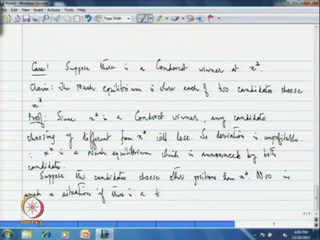 Case 1 Suppose there is a Condorcet winner at x*
Claim: The Nash equilibrium is where each of two candidates choose
x*
Proof: Since x* is a Condorcet winner, any candidate
choosing y different from x* will lose. So deviation is unprofitable.
∴ x* is a Nash equilibrium which is announced by both
candidates.
Suppose the candidates choose other positions than x*. Also in
such a situation if there is a